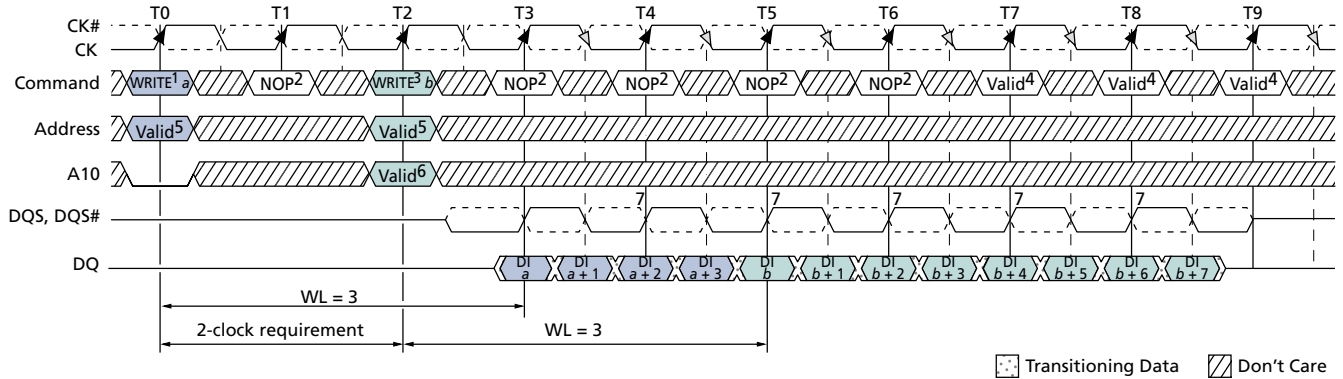 T0 T1 T2 T3 T4 T5 T6 T7 T8 T9
CK#
CK
Command WRITE1 a NOP2 WRITE3 b NOP2 NOP2 NOP2 NOP2 Valid4 Valid4 Valid4
Address Valid5 Valid5
A10 Valid6
7 7 7 7 7
DQS, DQS#
DQ DI a DI a + 1 DI a + 2 DI a + 3 DI b DI b + 1 DI b + 2 DI b + 3 DI b + 4 DI b + 5 DI b + 6 DI b + 7
WL = 3
2-clock requirement WL = 3
Transitioning Data Don't Care